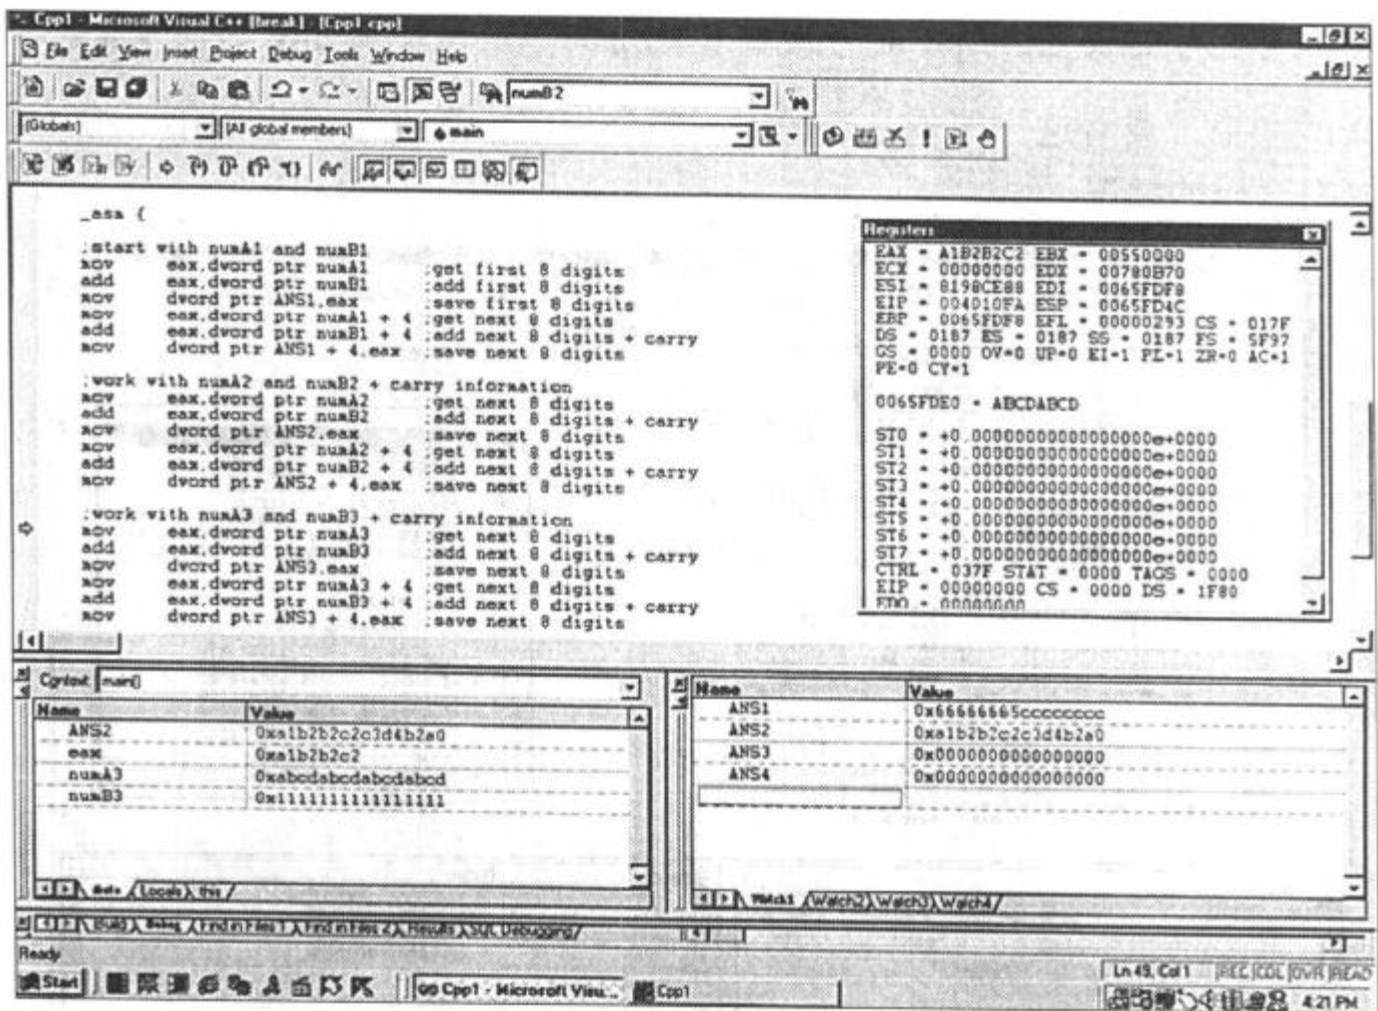 Cpp1 - Microsoft Visual C++ [break] - [Cpp1.cpp]
File Edit View Insert Project Debug Tools Window Help
numB2
(Globals) (All global members) main
_asm {
;start with numA1 and numB1
mov eax,dword ptr numA1 ;get first 8 digits
add eax,dword ptr numB1 ;add first 8 digits
mov dword ptr ANS1,eax ;save first 8 digits
mov eax,dword ptr numA1 + 4 ;get next 8 digits
add eax,dword ptr numB1 + 4 ;add next 8 digits + carry
mov dword ptr ANS1 + 4,eax ;save next 8 digits
;work with numA2 and numB2 + carry information
mov eax,dword ptr numA2 ;get next 8 digits
add eax,dword ptr numB2 ;add next 8 digits + carry
mov dword ptr ANS2,eax ;save next 8 digits
mov eax,dword ptr numA2 + 4 ;get next 8 digits
add eax,dword ptr numB2 + 4 ;add next 8 digits + carry
mov dword ptr ANS2 + 4,eax ;save next 8 digits
;work with numA3 and numB3 + carry information
mov eax,dword ptr numA3 ;get next 8 digits
add eax,dword ptr numB3 ;add next 8 digits + carry
mov dword ptr ANS3,eax ;save next 8 digits
mov eax,dword ptr numA3 + 4 ;get next 8 digits
add eax,dword ptr numB3 + 4 ;add next 8 digits + carry
mov dword ptr ANS3 + 4,eax ;save next 8 digits
Registers
EAX = A1B2B2C2 EBX = 00550000
ECX = 00000000 EDX = 00780B70
ESI = 8198CE88 EDI = 0065FDF8
EIP = 004010FA ESP = 0065FD4C
EBP = 0065FDF8 EFL = 00000293 CS = 017F
DS = 0187 ES = 0187 SS = 0187 FS = 5F97
GS = 0000 OV=0 UP=0 EI=1 PL=1 ZR=0 AC=1
PE=0 CY=1
0065FDE0 = ABCDABCD
ST0 = +0.00000000000000000e+0000
ST1 = +0.00000000000000000e+0000
ST2 = +0.00000000000000000e+0000
ST3 = +0.00000000000000000e+0000
ST4 = +0.00000000000000000e+0000
ST5 = +0.00000000000000000e+0000
ST6 = +0.00000000000000000e+0000
ST7 = +0.00000000000000000e+0000
CTRL = 037F STAT = 0000 TAGS = 0000
EIP = 00000000 CS = 0000 DS = 1F80
EDO = 00000000
Context: main()
Name Value
ANS2 0xa1b2b2c2c3d4b2a0
eax 0xa1b2b2c2
numA3 0xabcdabcdabcdabcd
numB3 0x1111111111111111
Auto Locals this
Name Value
ANS1 0x66666665cccccccc
ANS2 0xa1b2b2c2c3d4b2a0
ANS3 0x0000000000000000
ANS4 0x0000000000000000
Watch1 Watch2 Watch3 Watch4
Build Debug Find in Files 1 Find in Files 2 Results SQL Debugging
Ready
Ln 49, Col 1 REC COL OVR READ
Start Cpp1 - Microsoft Visu... Cpp1 4:21 PM